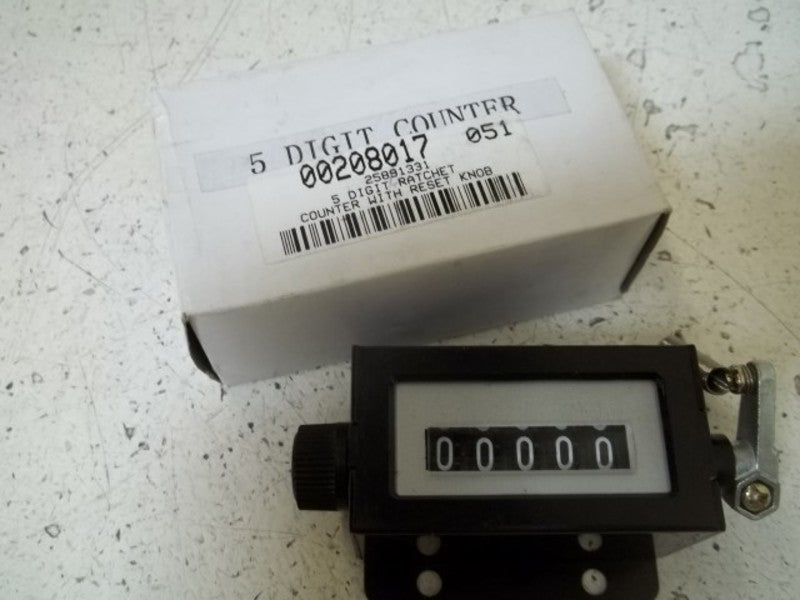 5 DIGIT COUNTER
00208017 051
25891331
5 DIGIT RATCHET
COUNTER WITH RESET KNOB
00000